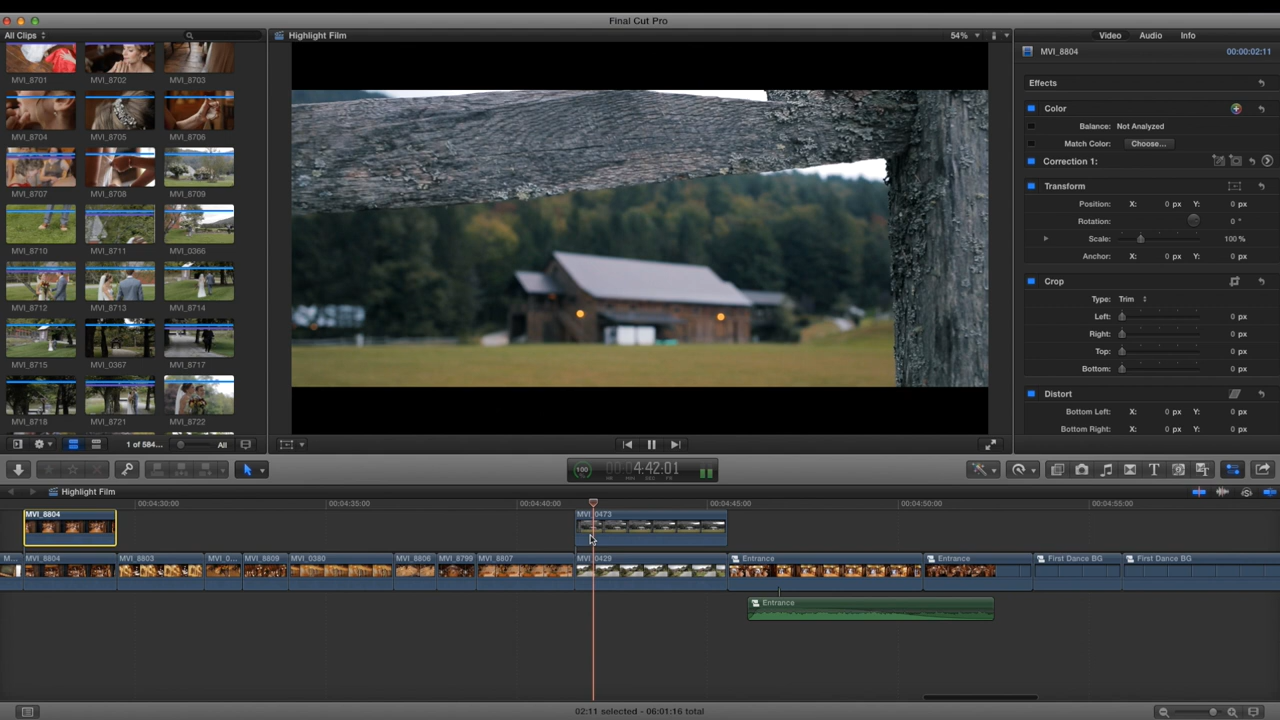 Final Cut Pro
All Clips
Highlight Film
54%
Video Audio Info
MVI_8701 MVI_8702 MVI_8703
MVI_8704 MVI_8705 MVI_8706
MVI_8707 MVI_8708 MVI_8709
MVI_8710 MVI_8711 MVI_0366
MVI_8712 MVI_8713 MVI_8714
MVI_8715 MVI_0367 MVI_8717
MVI_8718 MVI_8721 MVI_8722
1 of 584... All
MVI_8804 00:00:02:11
Effects
Color
Balance: Not Analyzed
Match Color: Choose...
Correction 1:
Transform
Position: X: 0 px Y: 0 px
Rotation: 0 °
Scale: 100 %
Anchor: X: 0 px Y: 0 px
Crop
Type: Trim
Left: 0 px
Right: 0 px
Top: 0 px
Bottom: 0 px
Distort
Bottom Left: X: 0 px Y: 0 px
Bottom Right: X: 0 px Y: 0 px
100 4:42:01
HR MIN SEC FR
Highlight Film
00:04:30:00 00:04:35:00 00:04:40:00 00:04:45:00 00:04:50:00 00:04:55:00
MVI_8804 MVI_0473
M... MVI_8804 MVI_8803 MVI_0... MVI_8809 MVI_0380 MVI_8806 MVI_8799 MVI_8807 MVI_0429 Entrance Entrance First Dance BG First Dance BG
Entrance
02:11 selected - 06:01:16 total